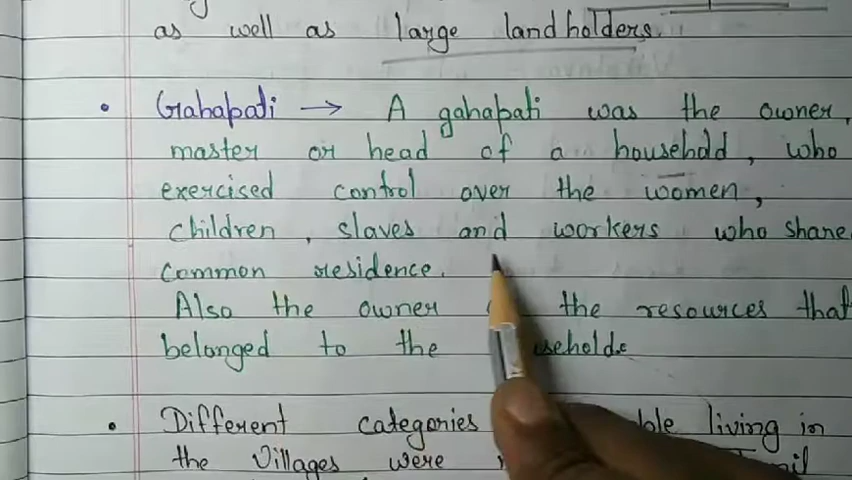 as well as large landholders.
• Gahapati → A gahapati was the owner,
master or head of a household, who
exercised control over the women,
children, slaves and workers who share
common residence.
Also the owner the resources that
belonged to the
• Different categories living in
the Villages were